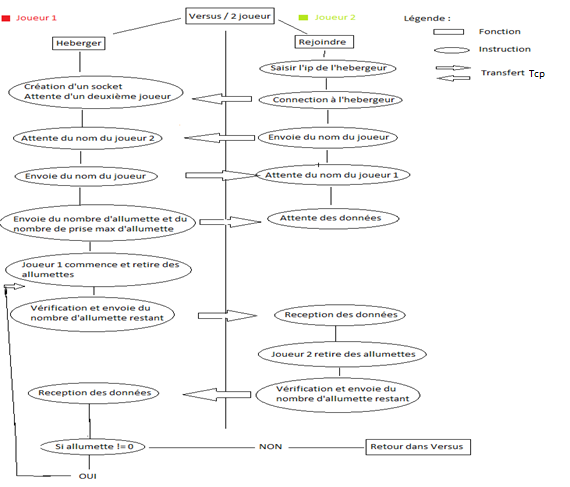 Joueur 1
Versus / 2 joueur
Joueur 2
Légende :
Fonction
Instruction
Transfert Tcp
Heberger
Rejoindre
Saisir l'ip de l'hebergeur
Création d'un socket
Attente d'un deuxième joueur
Connection à l'hebergeur
Attente du nom du joueur 2
Envoie du nom du joueur
Envoie du nom du joueur
Attente du nom du joueur 1
Envoie du nombre d'allumette et du
nombre de prise max d'allumette
Attente des données
Joueur 1 commence et retire des
allumettes
Vérification et envoie du
nombre d'allumette restant
Reception des données
Joueur 2 retire des allumettes
Reception des données
Vérification et envoie du
nombre d'allumette restant
Si allumette != 0
NON
Retour dans Versus
OUI